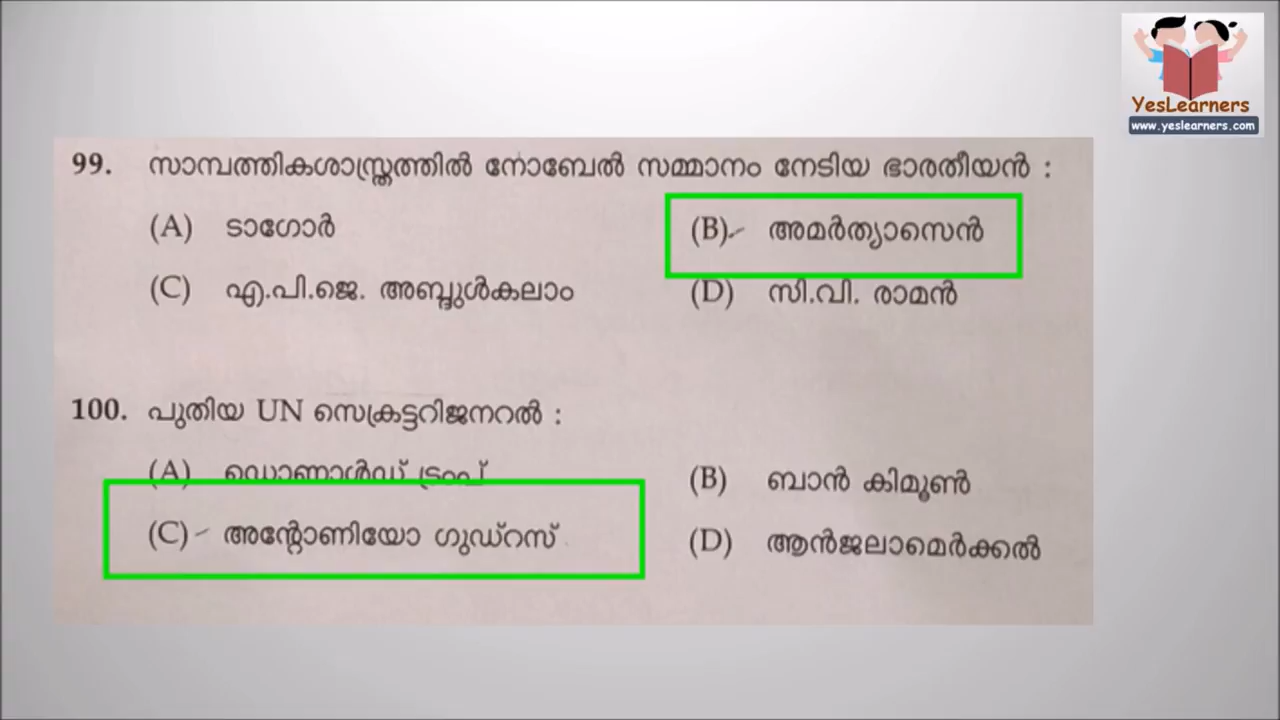 YesLearners
www.yeslearners.com
99. സാമ്പത്തികശാസ്ത്രത്തിൽ നോബേൽ സമ്മാനം നേടിയ ഭാരതീയൻ :
(A) ടാഗോർ (B) അമർത്യാസെൻ
(C) എ.പി.ജെ. അബ്ദുൾകലാം (D) സി.വി. രാമൻ
100. പുതിയ UN സെക്രട്ടറിജനറൽ :
(A) ഡൊണാൾഡ് ട്രംപ് (B) ബാൻ കിമൂൺ
(C) അന്റോണിയോ ഗുഡ്റസ് (D) ആൻജലാമെർക്കൽ